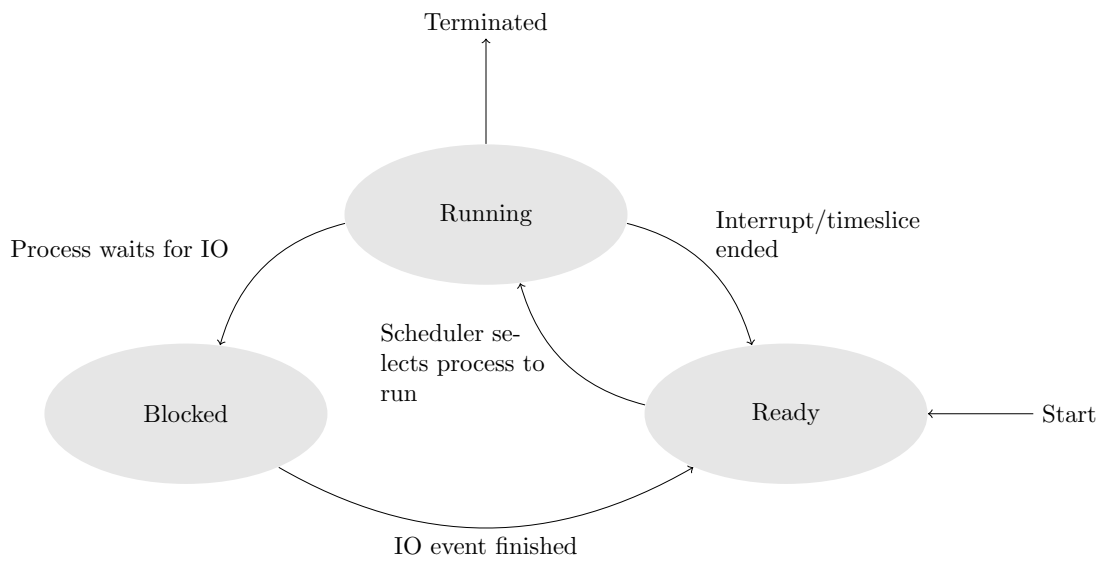 Terminated
Running
Interrupt/timeslice
ended
Process waits for IO
Scheduler se-
lects process to
run
Blocked
Ready
Start
IO event finished